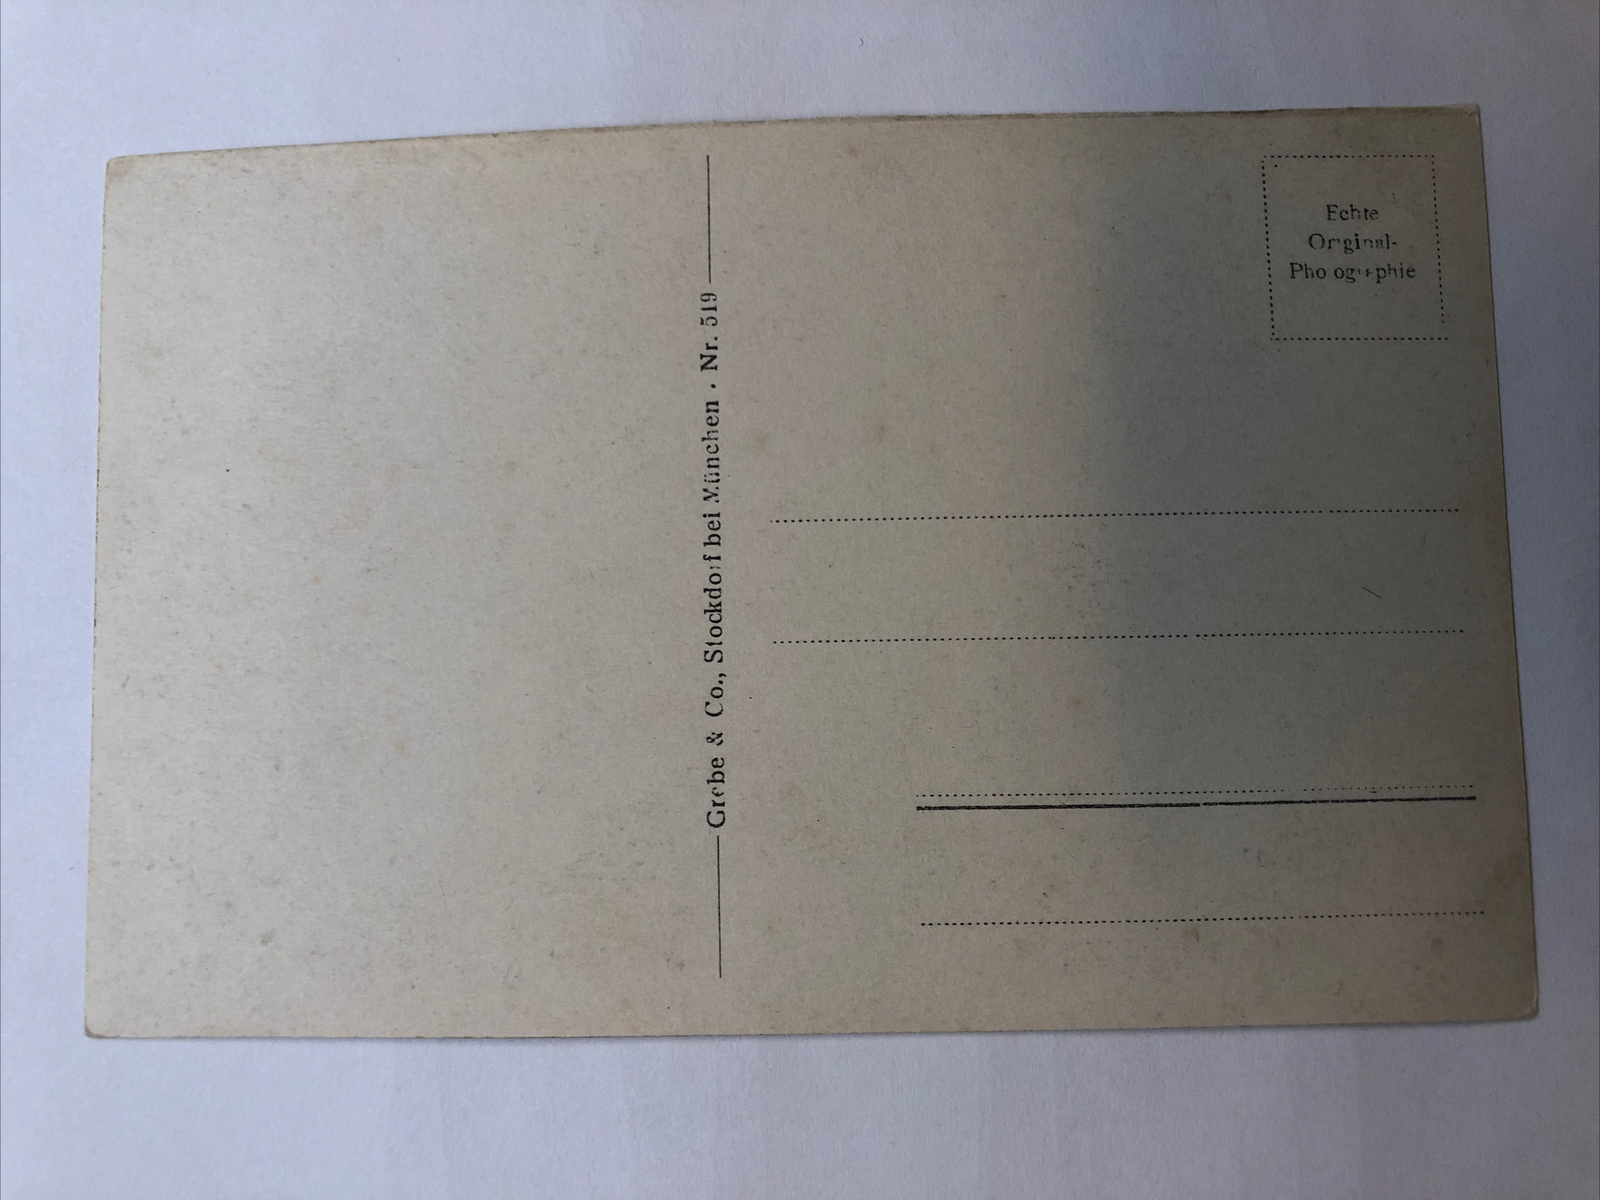 Grebe & Co., Stockdorf bei München · Nr. 519
Echte
Original-
Photographie